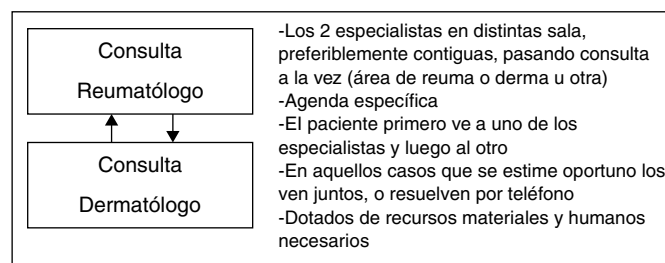 Consulta
Reumatólogo
Consulta
Dermatólogo
-Los 2 especialistas en distintas sala,
preferiblemente contiguas, pasando consulta
a la vez (área de reuma o derma u otra)
-Agenda específica
-El paciente primero ve a uno de los
especialistas y luego al otro
-En aquellos casos que se estime oportuno los
ven juntos, o resuelven por teléfono
-Dotados de recursos materiales y humanos
necesarios